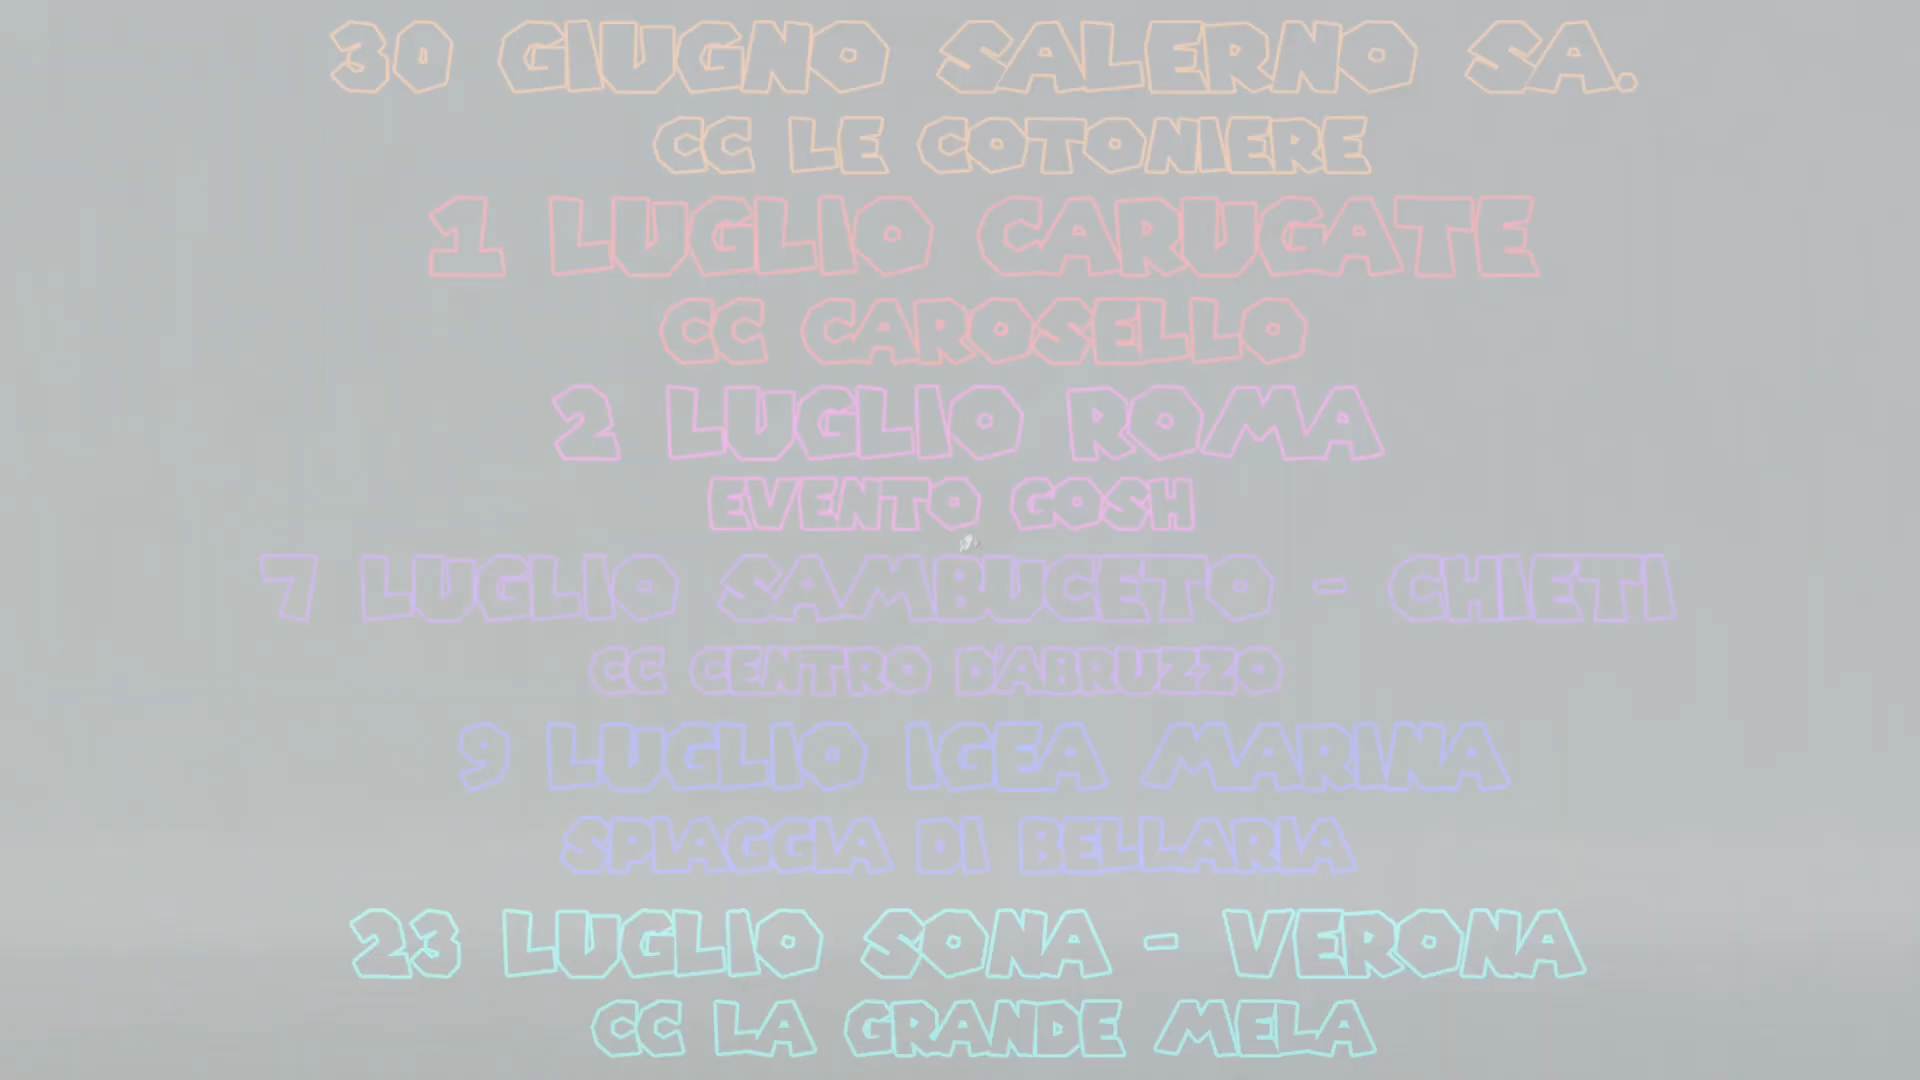 30 GIUGNO SALERNO SA.
CC LE COTONIERE
1 LUGLIO CARUGATE
CC CAROSELLO
2 LUGLIO ROMA
EVENTO GOSH
7 LUGLIO SAMBUCETO - CHIETI
CC CENTRO D'ABRUZZO
9 LUGLIO IGEA MARINA
SPIAGGIA DI BELLARIA
23 LUGLIO SONA - VERONA
CC LA GRANDE MELA